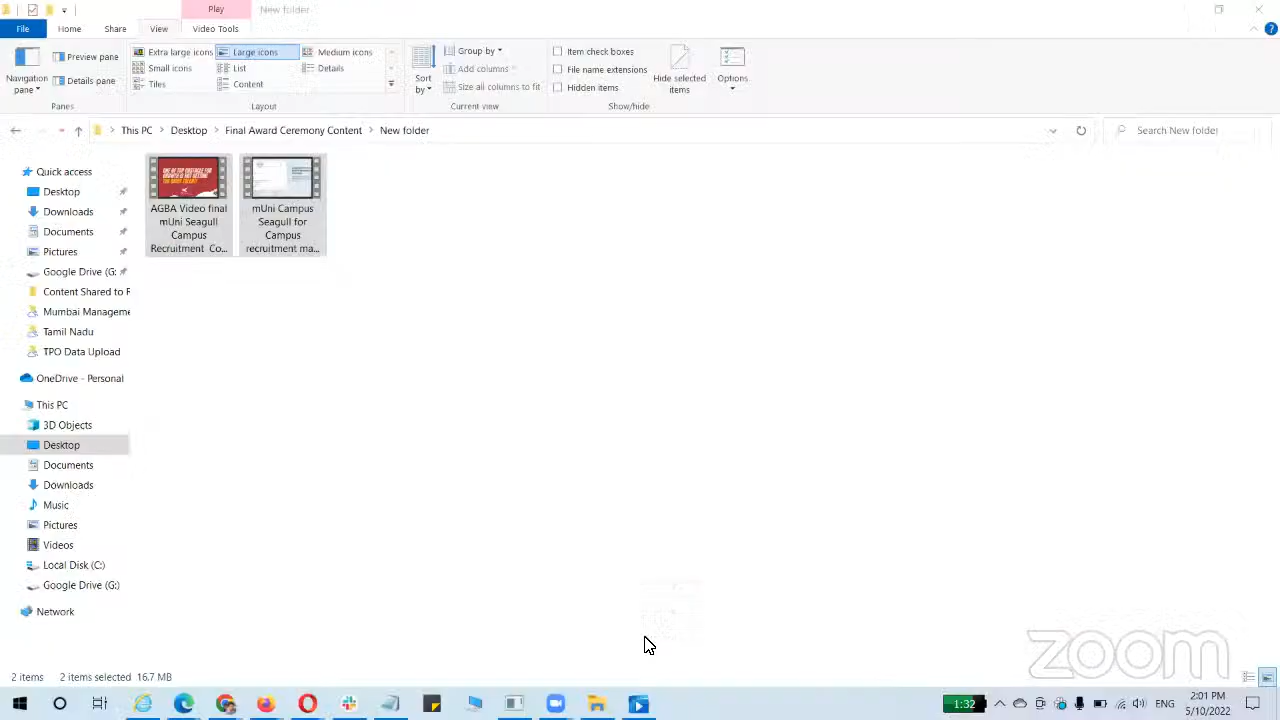 Play
New folder
File
Home
Share
View
Video Tools
Navigation pane
Preview pane
Details pane
Extra large icons
Large icons
Medium icons
Small icons
List
Details
Tiles
Content
Sort by
Group by
Add columns
Size all columns to fit
Item check boxes
File name extensions
Hidden items
Hide selected items
Options
Panes
Layout
Current view
Show/hide
This PC
Desktop
Final Award Ceremony Content
New folder
Search New folder
Quick access
Desktop
Downloads
Documents
Pictures
Google Drive (G:
Content Shared to F
Mumbai Manageme
Tamil Nadu
TPO Data Upload
OneDrive - Personal
This PC
3D Objects
Desktop
Documents
Downloads
Music
Pictures
Videos
Local Disk (C:)
Google Drive (G:)
Network
AGBA Video final
mUni Seagull
Campus
Recruitment Co...
mUni Campus
Seagull for
Campus
recruitment ma...
zoom
2 items
2 items selected 16.7 MB
1:32
ENG
2:01 PM
5/10/2022